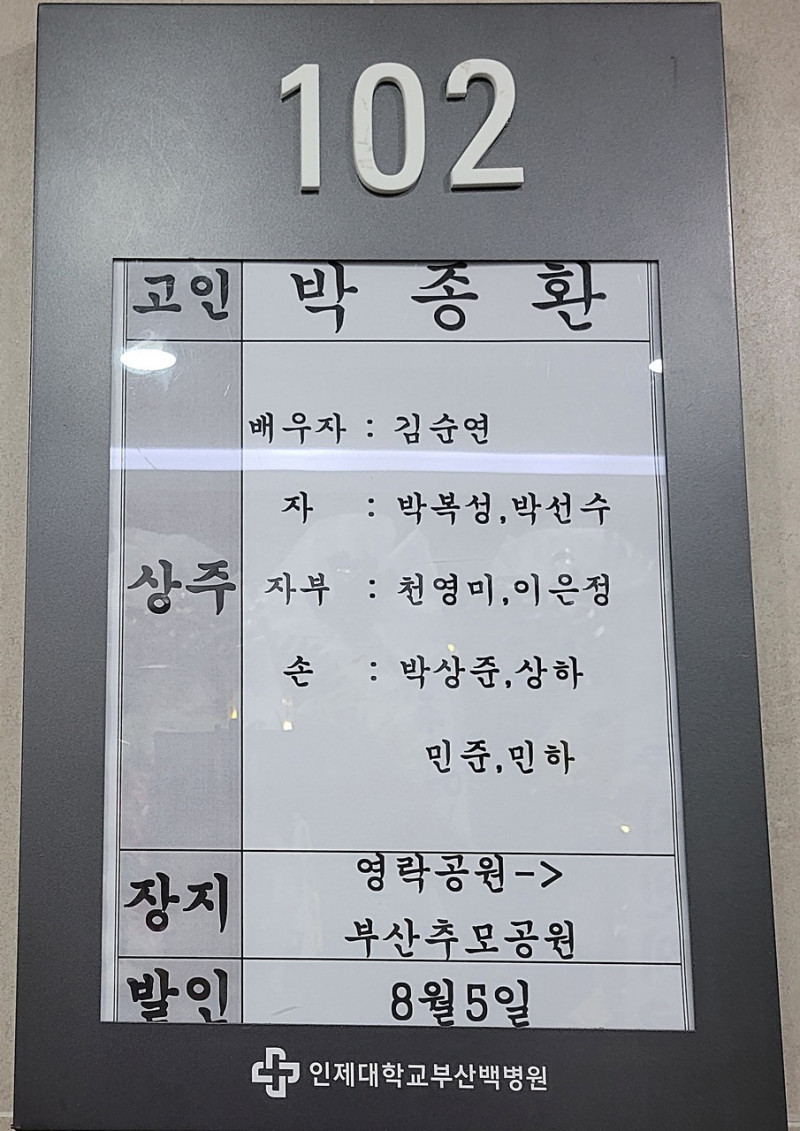 102
고인 박 종 환
배우자 : 김순연
자 : 박복성,박선수
상주 자부 : 천영미,이은정
손 : 박상준,상하
민준,민하
장지 영락공원->
부산추모공원
발인 8월5일
인제대학교부산백병원